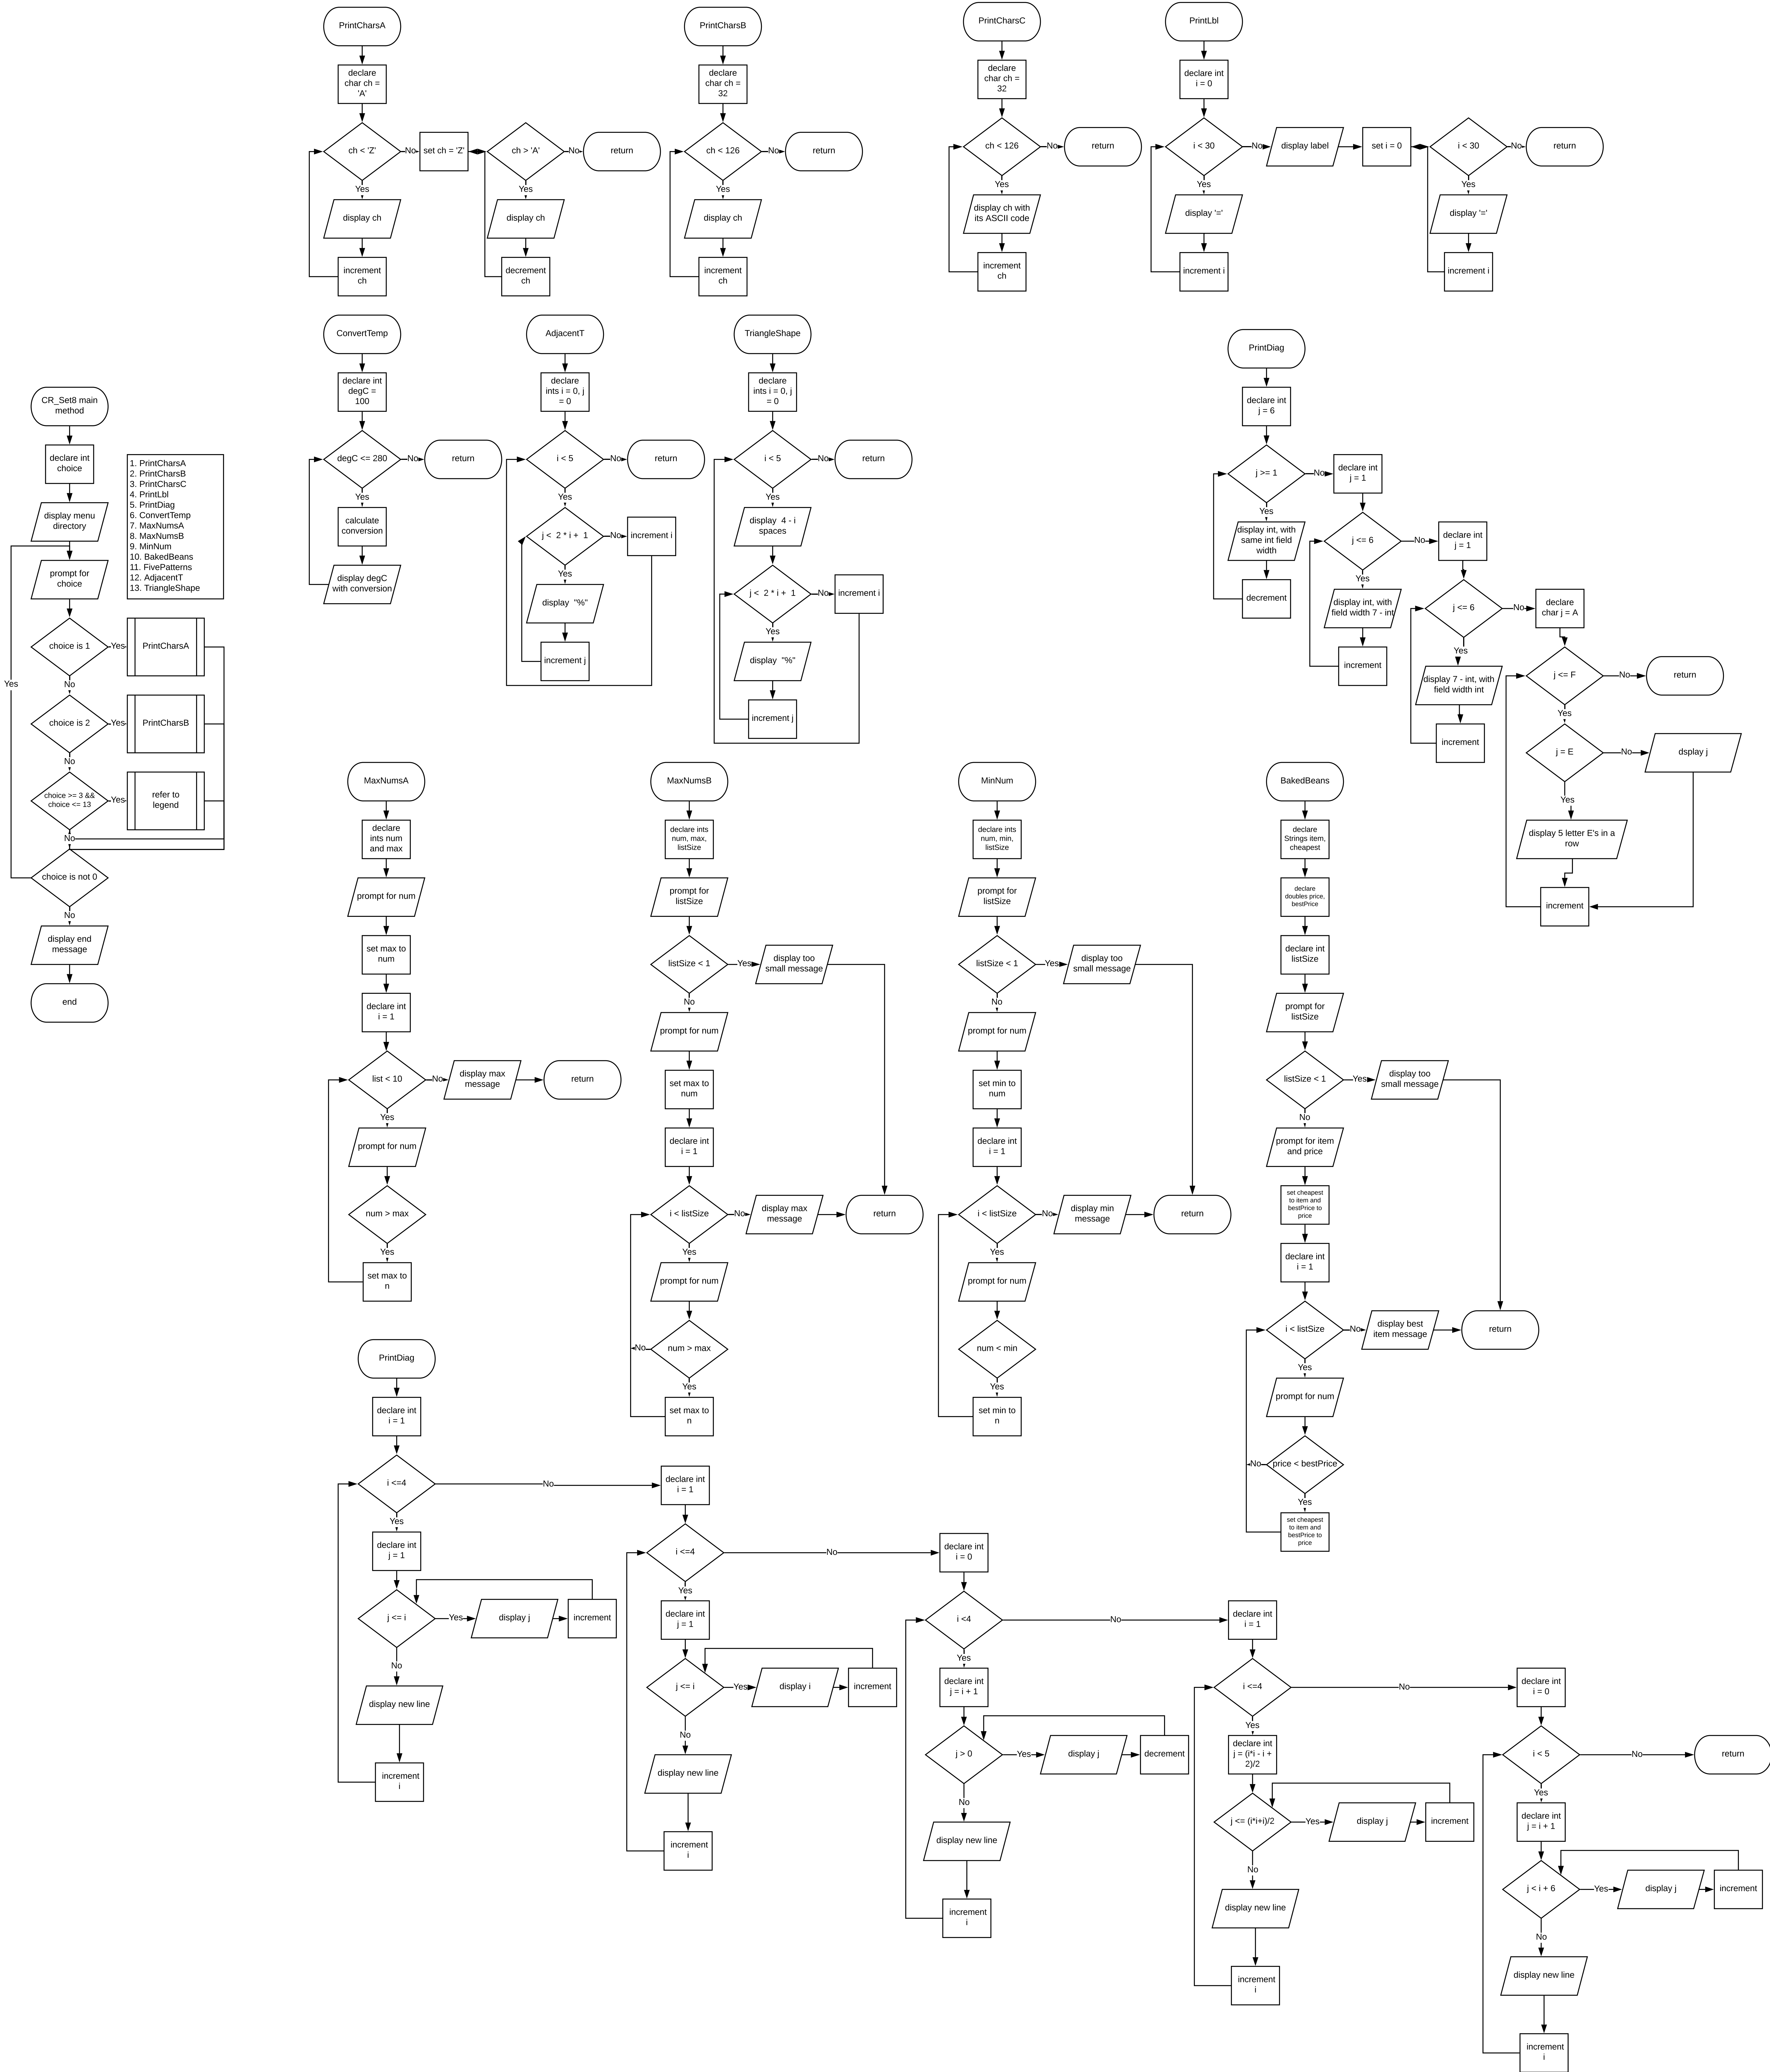 PrintCharsA
declare
char ch =
'A'
ch < 'Z'
No
set ch = 'Z'
ch > 'A'
No
return
Yes
display ch
increment
ch
Yes
display ch
decrement
ch
PrintCharsB
declare
char ch =
32
ch < 126
No
return
Yes
display ch
increment
ch
PrintCharsC
declare
char ch =
32
ch < 126
No
return
Yes
display ch with
its ASCII code
increment
ch
PrintLbl
declare int
i = 0
i < 30
No
display label
set i = 0
i < 30
No
return
Yes
display '='
increment i
Yes
display '='
increment i
CR_Set8 main
method
declare int
choice
display menu
directory
prompt for
choice
choice is 1
Yes
PrintCharsA
No
choice is 2
Yes
PrintCharsB
No
choice >= 3 &&
choice <= 13
Yes
refer to
legend
No
choice is not 0
Yes
No
display end
message
end
1. PrintCharsA
2. PrintCharsB
3. PrintCharsC
4. PrintLbl
5. PrintDiag
6. ConvertTemp
7. MaxNumsA
8. MaxNumsB
9. MinNum
10. BakedBeans
11. FivePatterns
12. AdjacentT
13. TriangleShape
ConvertTemp
declare int
degC =
100
degC <= 280
No
return
Yes
calculate
conversion
display degC
with conversion
AdjacentT
declare
ints i = 0, j
= 0
i < 5
No
return
Yes
j < 2 * i + 1
No
increment i
Yes
display "%"
increment j
TriangleShape
declare
ints i = 0, j
= 0
i < 5
No
return
Yes
display 4 - i
spaces
j < 2 * i + 1
No
increment i
Yes
display "%"
increment j
PrintDiag
declare int
j = 6
j >= 1
No
declare int
j = 1
Yes
display int, with
same int field
width
decrement
j <= 6
No
declare int
j = 1
Yes
display int, with
field width 7 - int
increment
j <= 6
No
declare
char j = A
Yes
display 7 - int, with
field width int
increment
j <= F
No
return
Yes
j = E
No
dsplay j
Yes
display 5 letter E's in a
row
increment
MaxNumsA
declare
ints num
and max
prompt for num
set max to
num
declare int
i = 1
list < 10
No
display max
message
return
Yes
prompt for num
num > max
Yes
set max to
n
MaxNumsB
declare ints
num, max,
listSize
prompt for
listSize
listSize < 1
Yes
display too
small message
No
prompt for num
set max to
num
declare int
i = 1
i < listSize
No
display max
message
return
Yes
prompt for num
num > max
No
Yes
set max to
n
MinNum
declare ints
num, min,
listSize
prompt for
listSize
listSize < 1
Yes
display too
small message
No
prompt for num
set min to
num
declare int
i = 1
i < listSize
No
display min
message
return
Yes
prompt for num
num < min
Yes
set min to
n
BakedBeans
declare
Strings item,
cheapest
declare
doubles price,
bestPrice
declare int
listSize
prompt for
listSize
listSize < 1
Yes
display too
small message
No
prompt for item
and price
set cheapest
to item and
bestPrice to
price
declare int
i = 1
i < listSize
No
display best
item message
return
Yes
prompt for num
price < bestPrice
No
Yes
set cheapest
to item and
bestPrice to
price
PrintDiag
declare int
i = 1
i <=4
No
Yes
declare int
j = 1
j <= i
Yes
display j
increment
No
display new line
increment
i
declare int
i = 1
i <=4
No
Yes
declare int
j = 1
j <= i
Yes
display i
increment
No
display new line
increment
i
declare int
i = 0
i <4
No
Yes
declare int
j = i + 1
j > 0
Yes
display j
decrement
No
display new line
increment
i
declare int
i = 1
i <=4
No
Yes
declare int
j = (i*i - i +
2)/2
j <= (i*i+i)/2
Yes
display j
increment
No
display new line
increment
i
declare int
i = 0
i < 5
No
return
Yes
declare int
j = i + 1
j < i + 6
Yes
display j
increment
No
display new line
increment
i